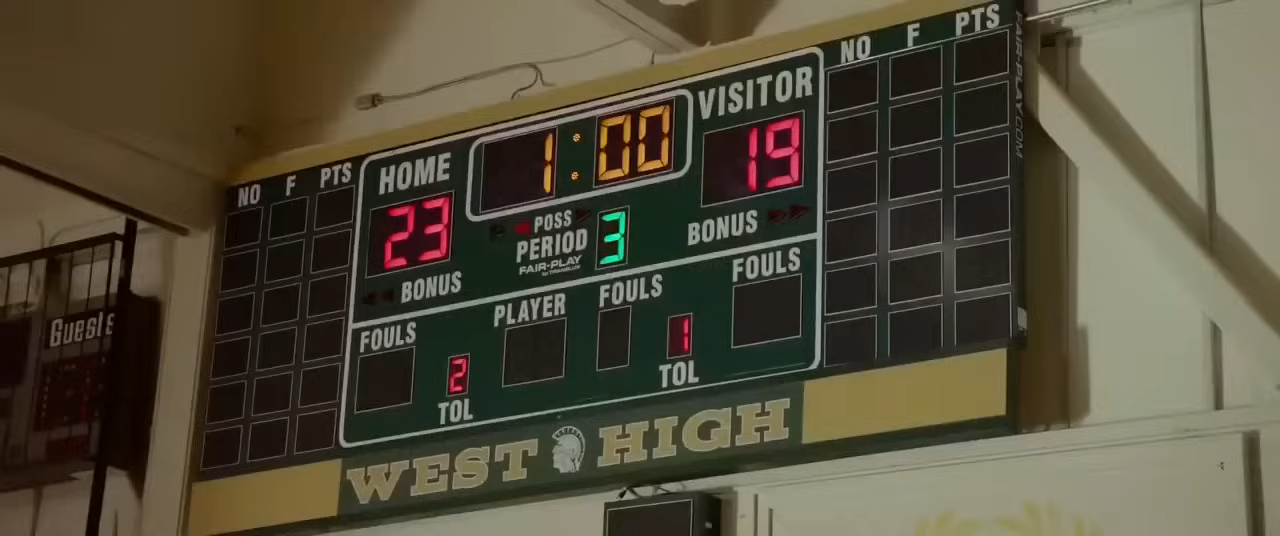 NO F PTS
HOME
1:00
VISITOR
NO F PTS
23
19
POSS
PERIOD 3
FAIR-PLAY
BONUS
BONUS
FOULS
PLAYER
FOULS
FOULS
2
TOL
1
TOL
WEST HIGH
FAIR-PLAY.COM
Guests